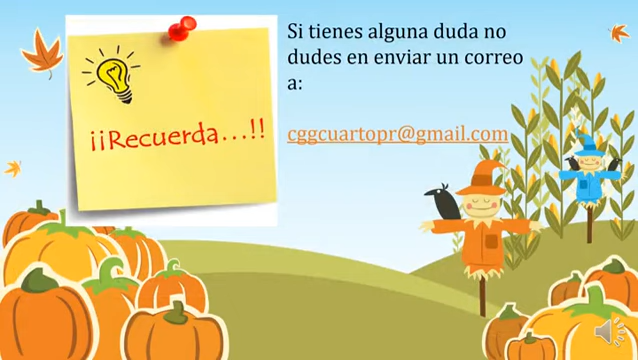 ¡¡Recuerda...!!
Si tienes alguna duda no
dudes en enviar un correo
a:
cggcuartopr@gmail.com